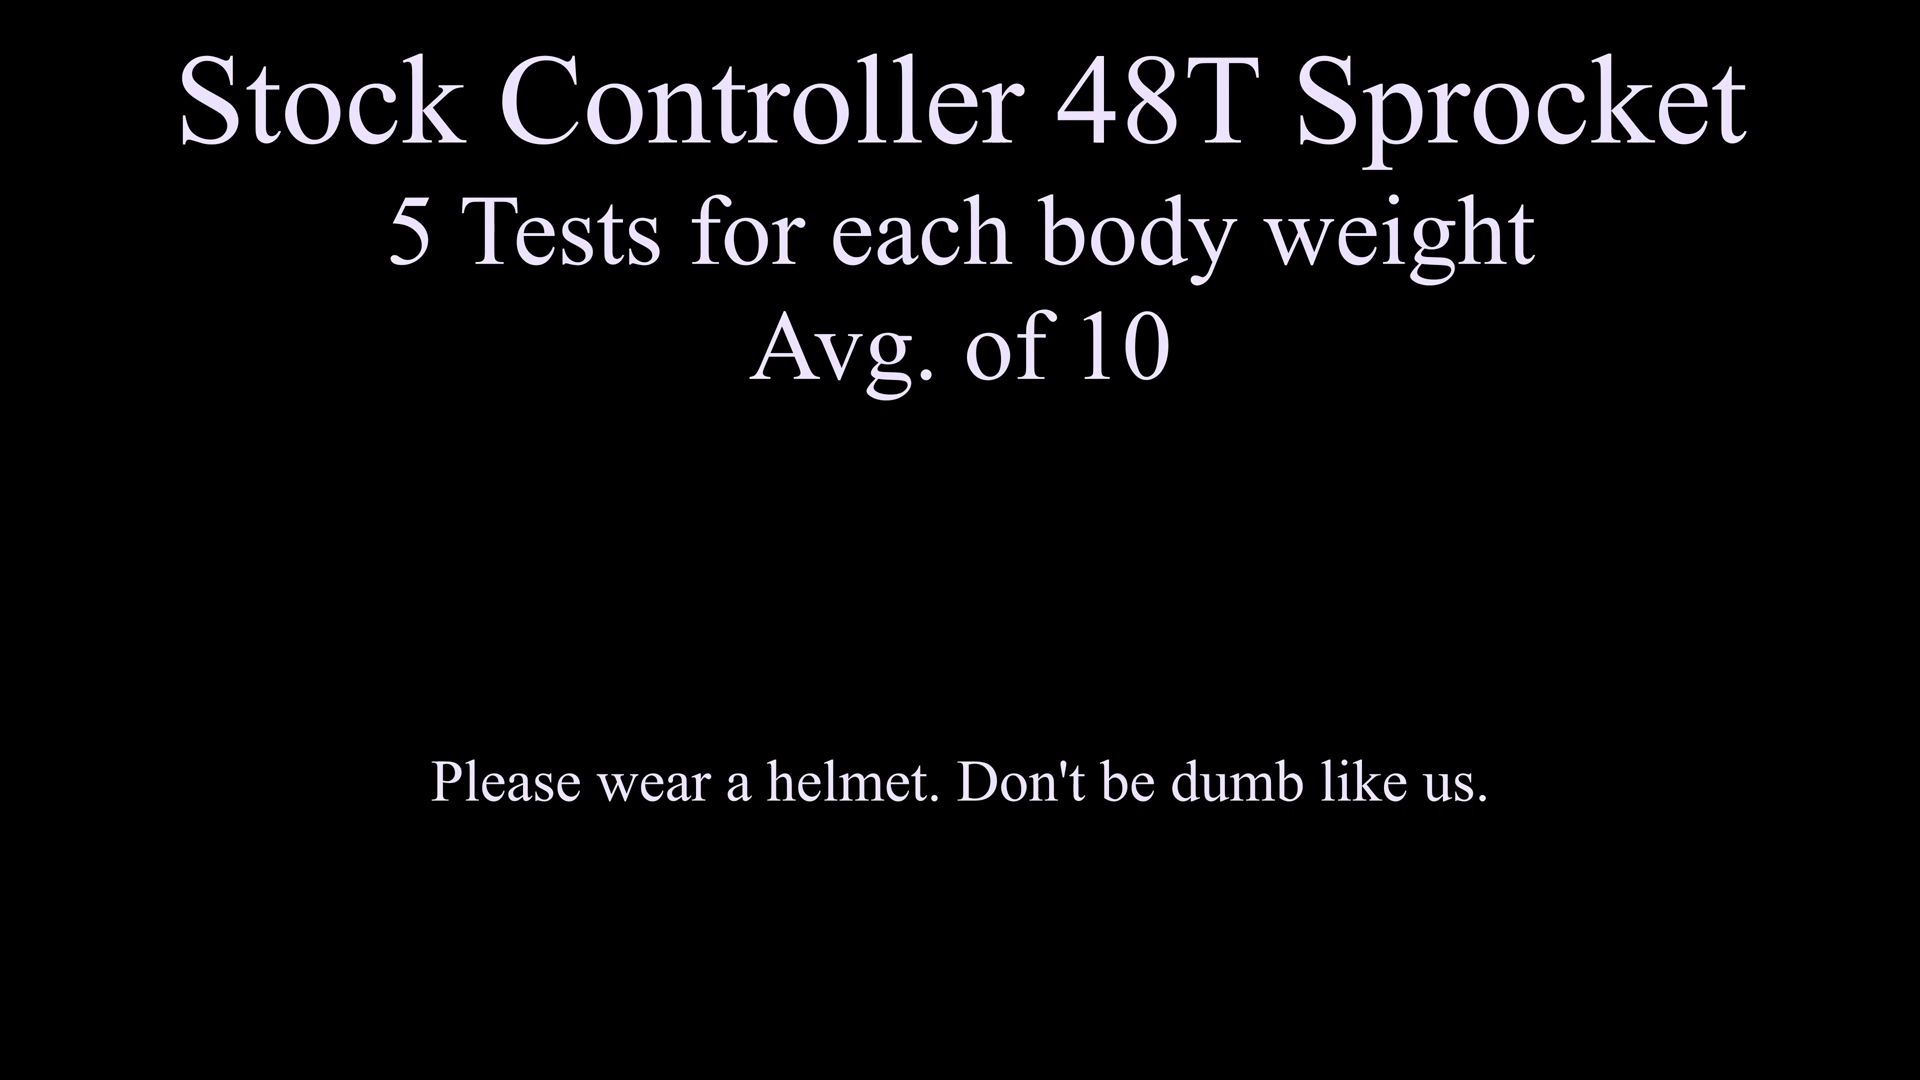 Stock Controller 48T Sprocket
5 Tests for each body weight
Avg. of 10
Please wear a helmet. Don't be dumb like us.